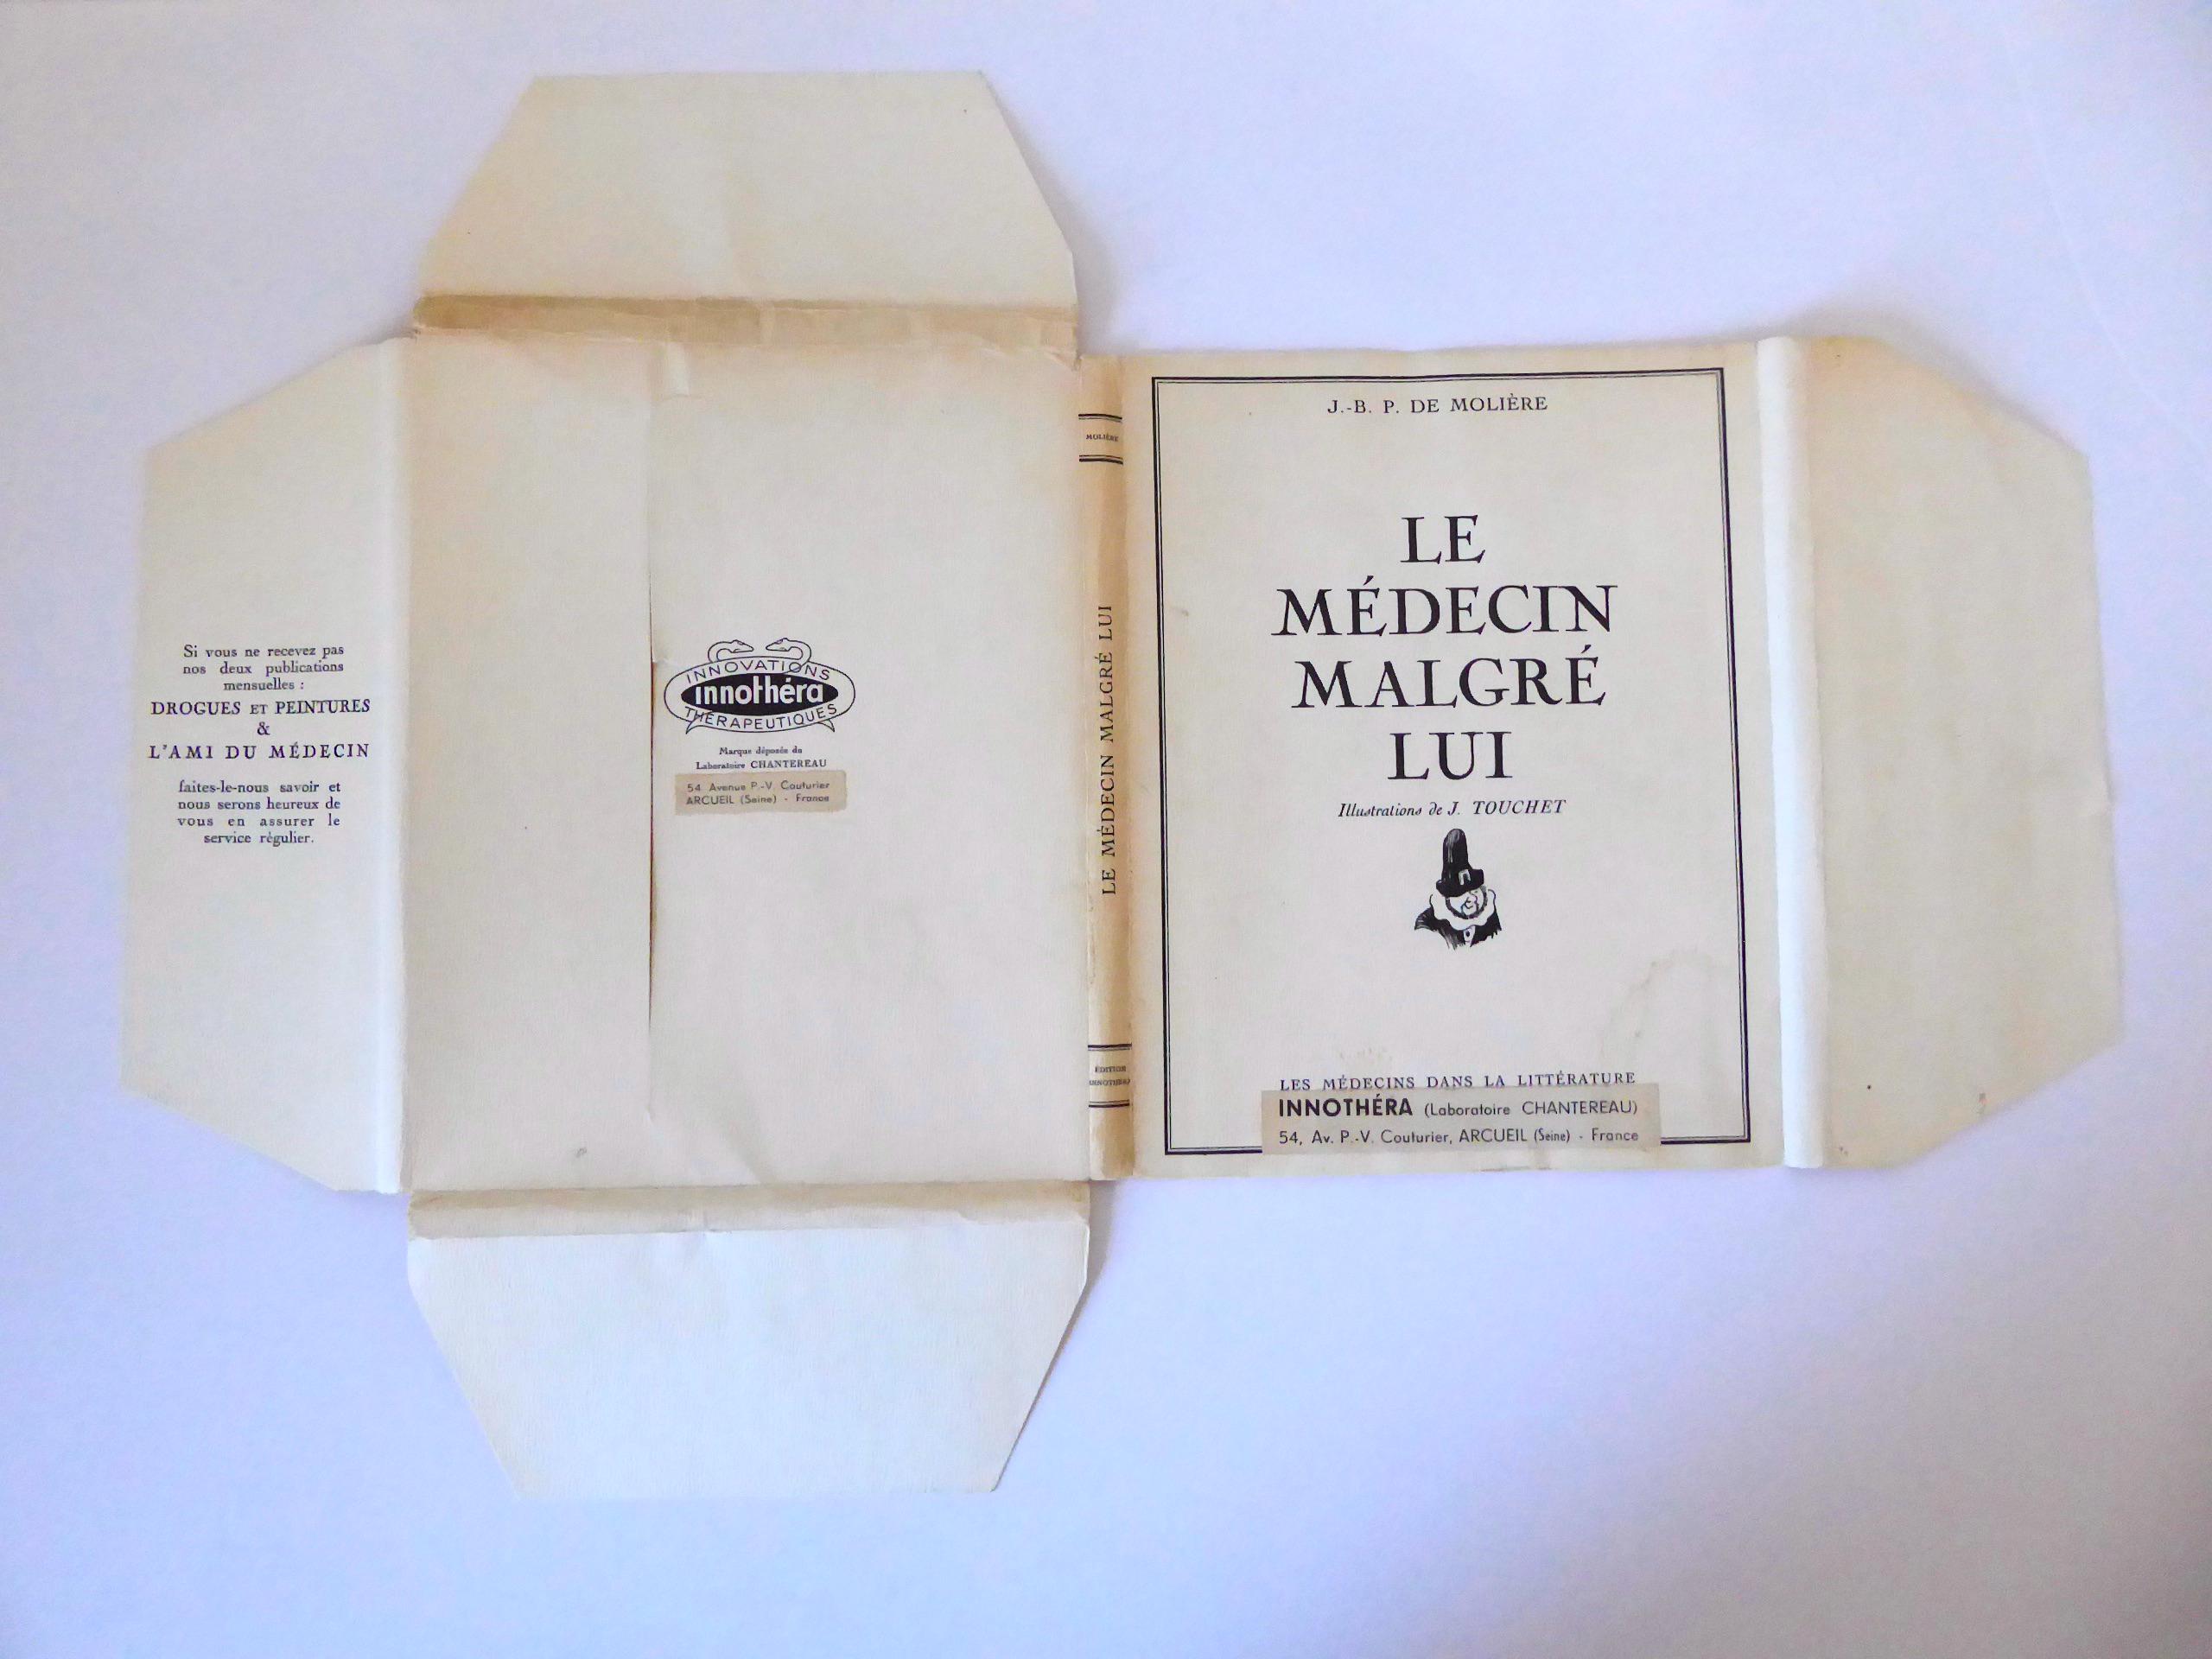 Si vous ne recevez pas
nos deux publications
mensuelles :
DROGUES ET PEINTURES
&
L'AMI DU MÉDECIN
faites-le-nous savoir et
nous serons heureux de
vous en assurer le
service régulier.
INNOVATIONS
innothéra
THÉRAPEUTIQUES
Marque déposée du
Laboratoire CHANTEREAU
54 Avenue P.-V. Couturier
ARCUEIL (Seine) - France
MOLIÈRE
LE MÉDECIN MALGRÉ LUI
ÉDITION
INNOTHÉRA
J.-B. P. DE MOLIÈRE
LE
MÉDECIN
MALGRÉ
LUI
Illustrations de J. TOUCHET
LES MÉDECINS DANS LA LITTÉRATURE
INNOTHÉRA (Laboratoire CHANTEREAU)
54, Av. P.-V. Couturier, ARCUEIL (Seine) - France